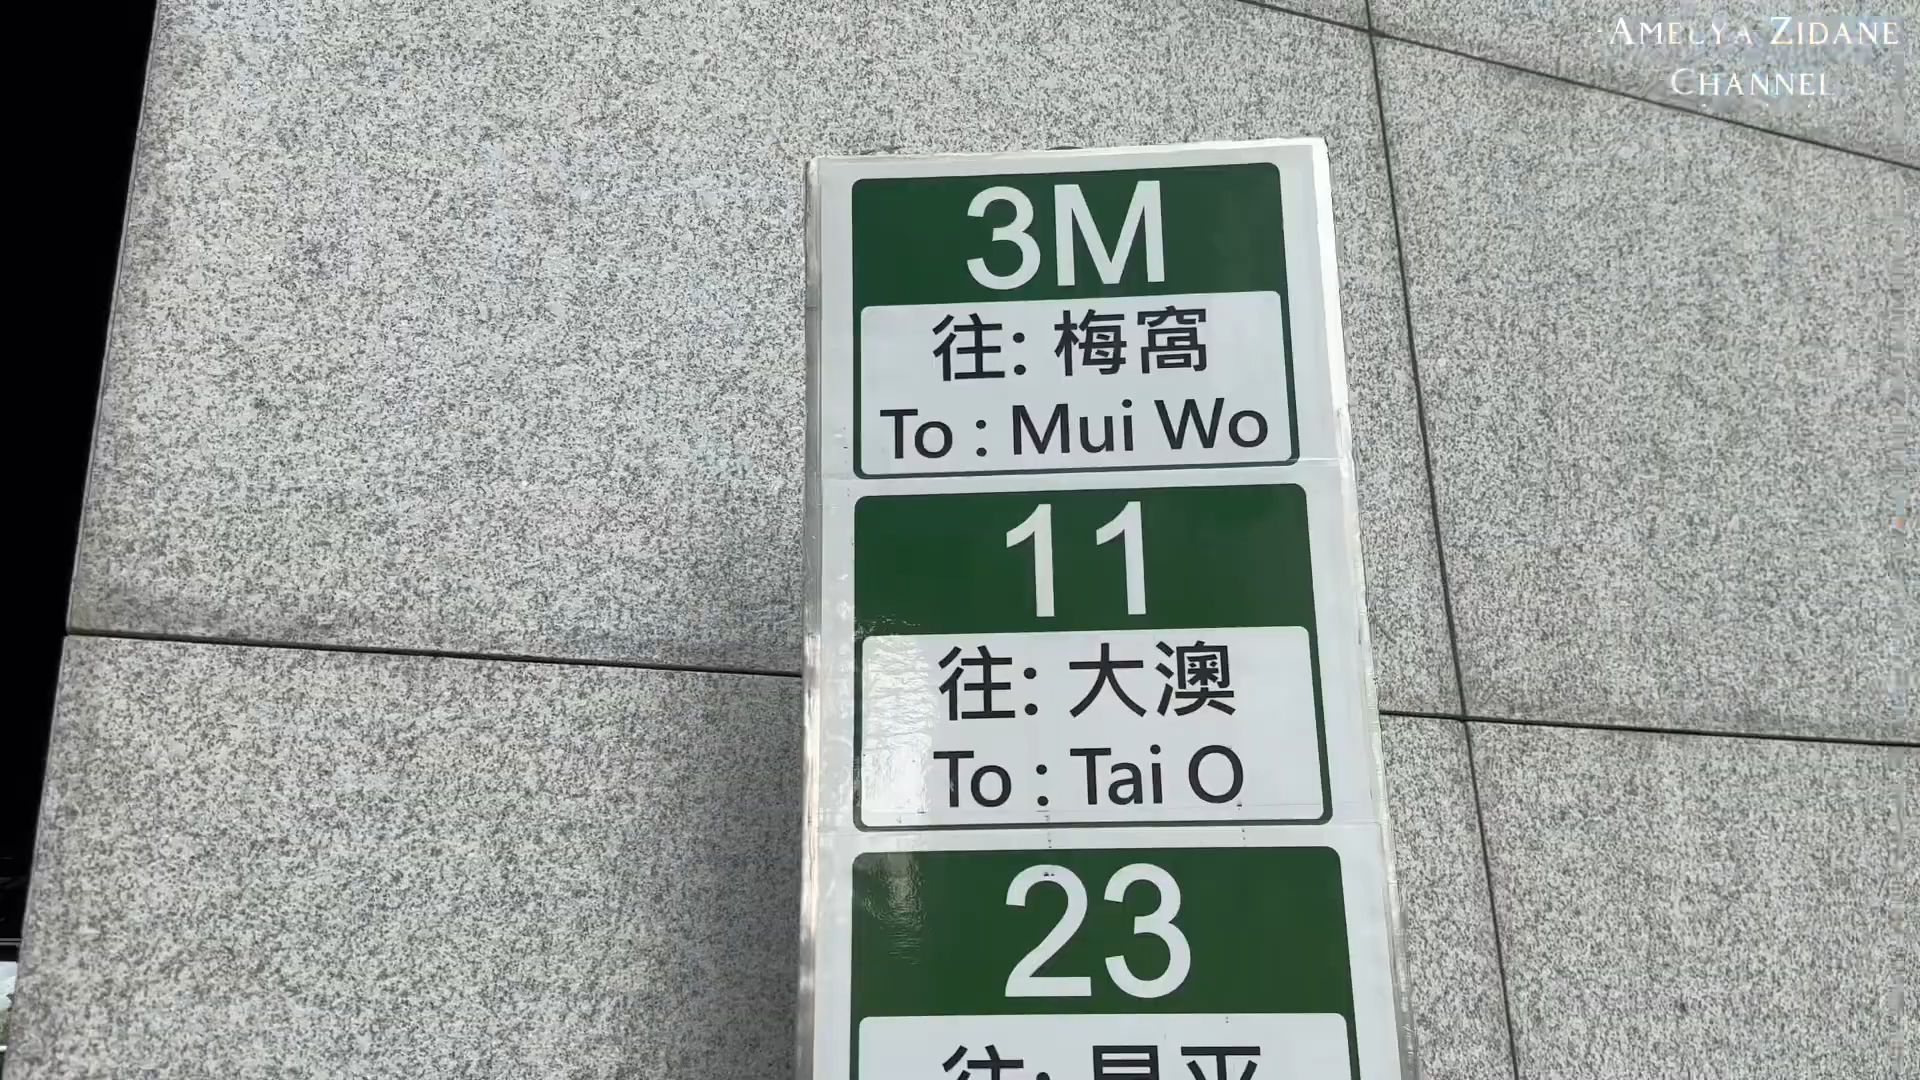 AMELYA ZIDANE
CHANNEL
3M
往: 梅窩
To : Mui Wo
11
往: 大澳
To : Tai O
23
往: 昂平